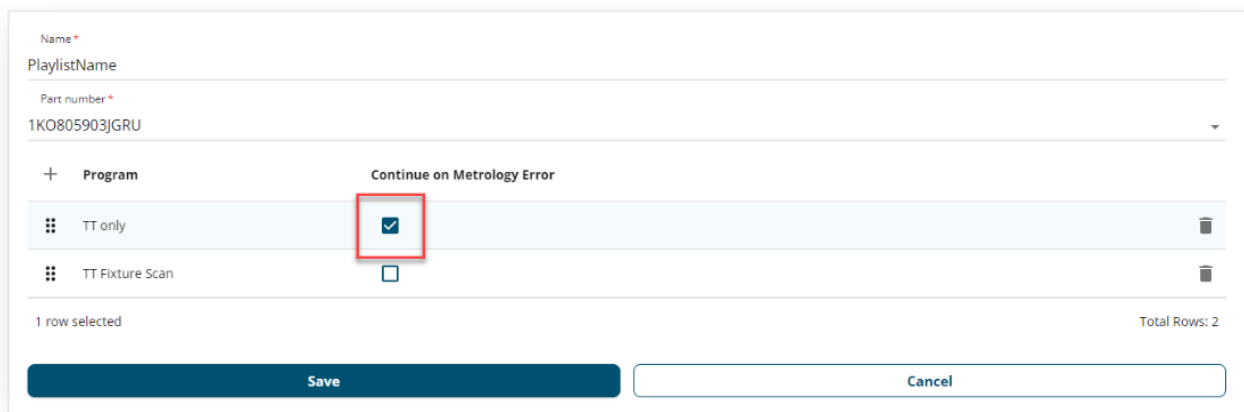 Name*
PlaylistName
Part number*
1KO805903JGRU
+ Program Continue on Metrology Error
TT only
TT Fixture Scan
1 row selected Total Rows: 2
Save Cancel